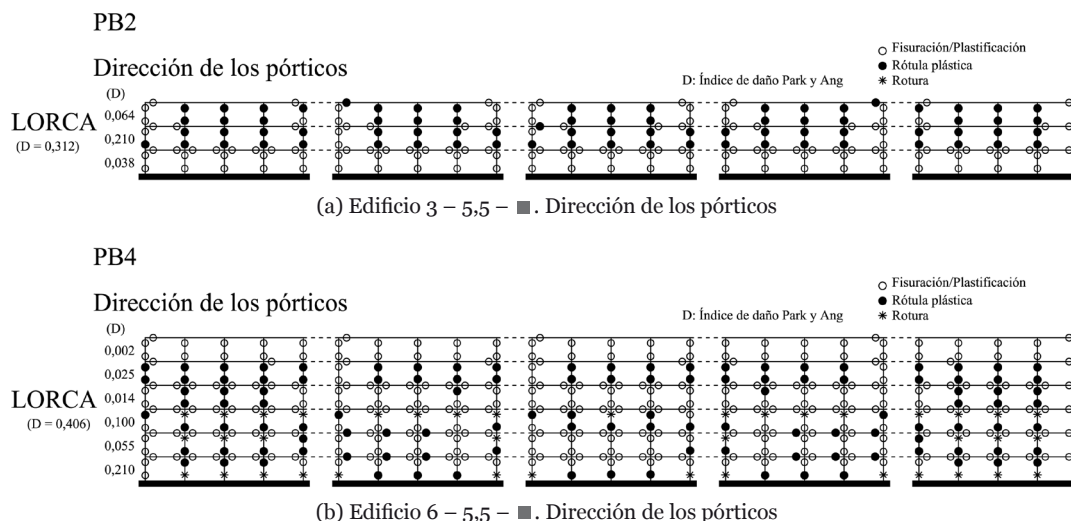 PB2
Dirección de los pórticos
D: Índice de daño Park y Ang
○ Fisuración/Plastificación
● Rótula plástica
* Rotura
(D)
0,064
LORCA 0,210
(D = 0,312)
0,038
(a) Edificio 3 – 5,5 – ■. Dirección de los pórticos
PB4
Dirección de los pórticos
D: Índice de daño Park y Ang
○ Fisuración/Plastificación
● Rótula plástica
* Rotura
(D)
0,002
0,025
0,014
LORCA 0,100
(D = 0,406)
0,055
0,210
(b) Edificio 6 – 5,5 – ■. Dirección de los pórticos